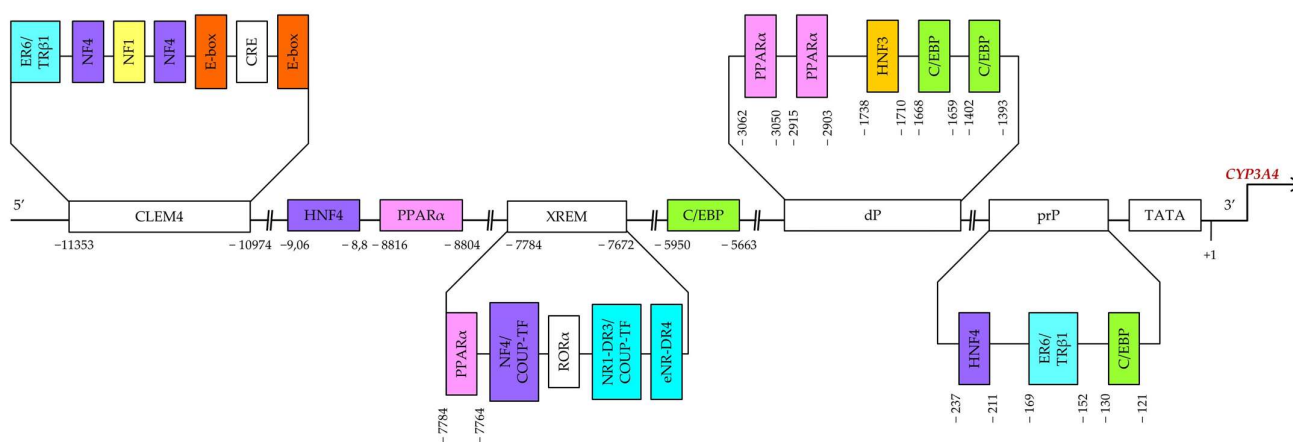 ER6/
TRβ1
NF4
NF1
NF4
E-box
CRE
E-box
PPARα
PPARα
HNF3
C/EBP
C/EBP
− 3062
− 3050
− 2915
− 2903
− 1738
− 1710
− 1668
− 1659
− 1402
− 1393
CYP3A4
5′
CLEM4
HNF4
PPARα
XREM
C/EBP
dP
prP
TATA
3′
−11353
−10974
−9,06
− 8,8
− 8816
− 8804
− 7784
−7672
− 5950
−5663
+1
PPARα
NF4/
COUP-TF
RORα
NR1-DR3/
COUP-TF
eNR-DR4
− 7784
− 7764
HNF4
ER6/
TRβ1
C/EBP
− 237
− 211
− 169
− 152
− 130
− 121